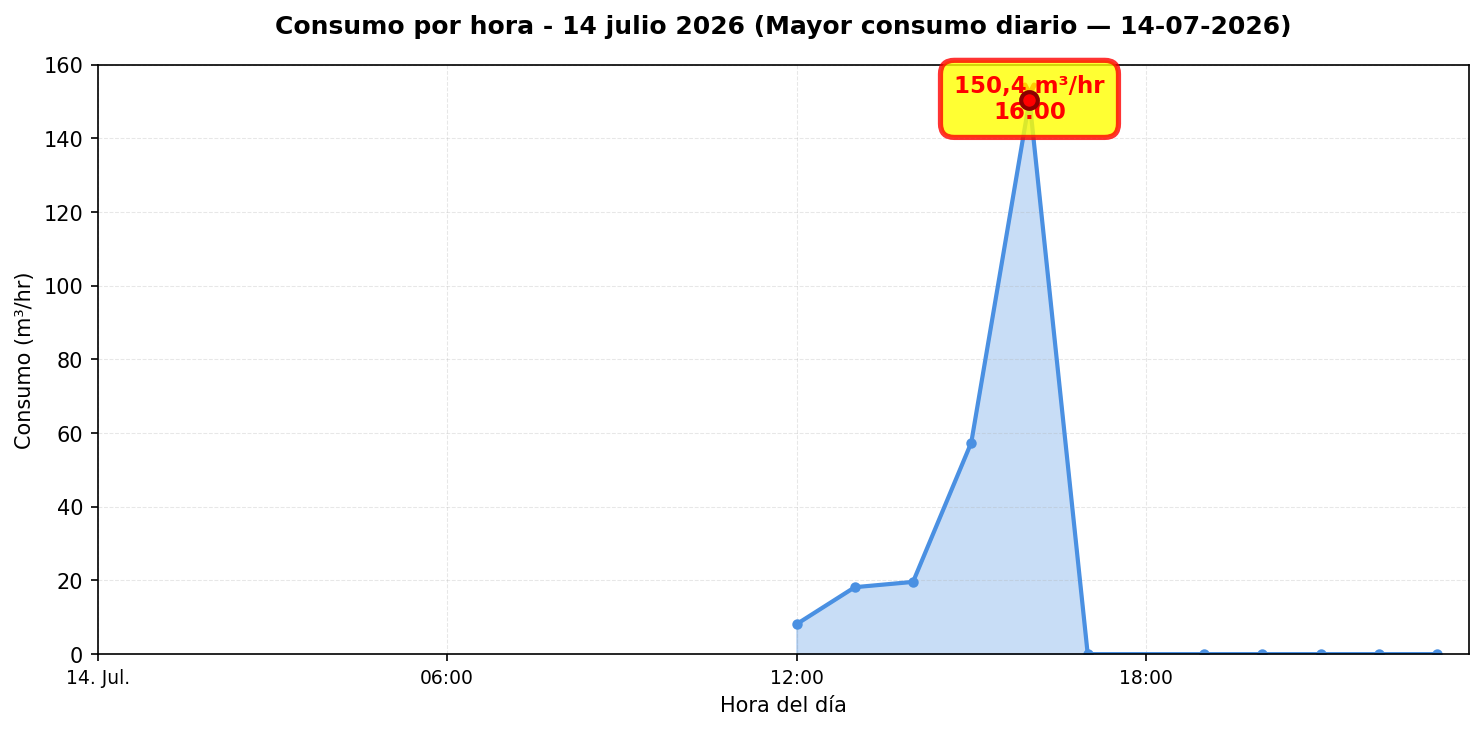 Consumo por hora - 14 julio 2026 (Mayor consumo diario — 14-07-2026)
160
150,4 m³/hr
16:00
140
120
100
80
60
40
20
0
Consumo (m³/hr)
14. Jul.
06:00
12:00
18:00
Hora del día